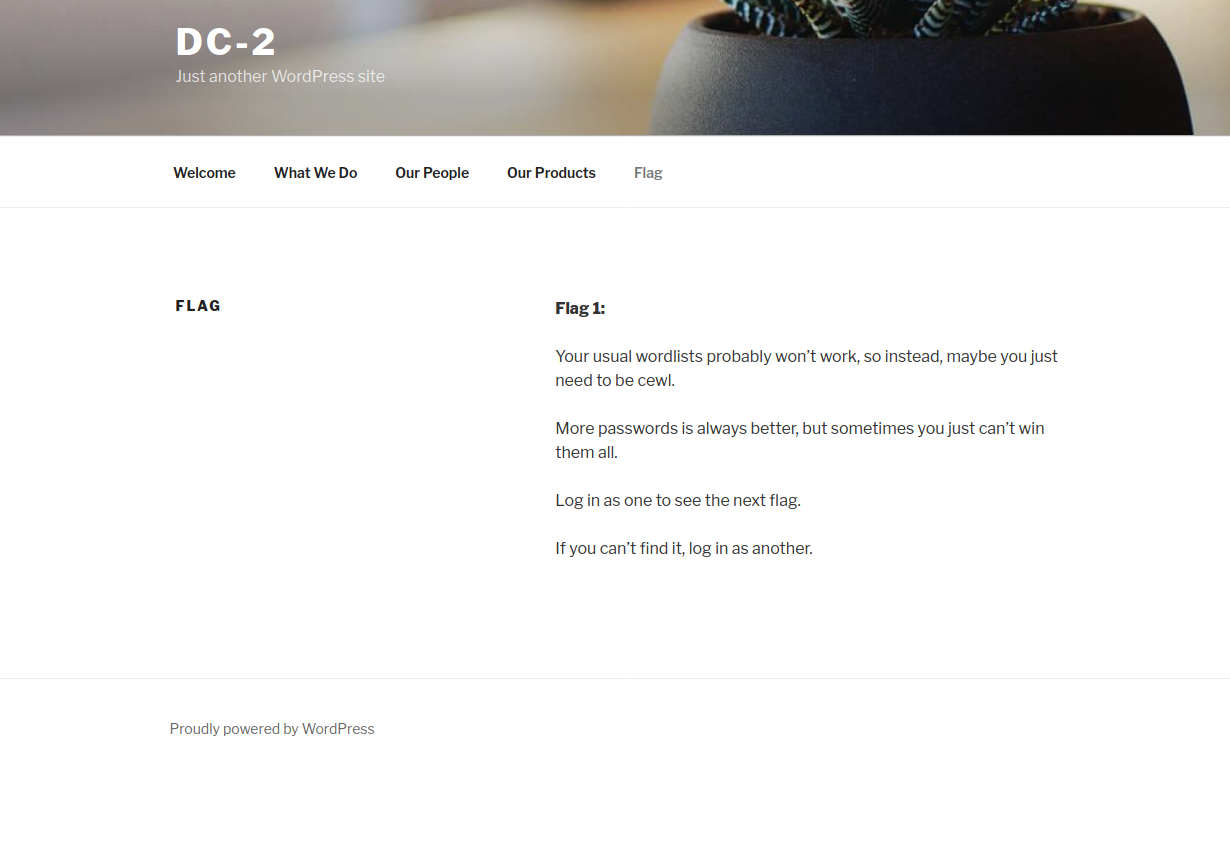 DC-2
Just another WordPress site
Welcome What We Do Our People Our Products Flag
FLAG
Flag 1:
Your usual wordlists probably won’t work, so instead, maybe you just
need to be cewl.
More passwords is always better, but sometimes you just can’t win
them all.
Log in as one to see the next flag.
If you can’t find it, log in as another.
Proudly powered by WordPress